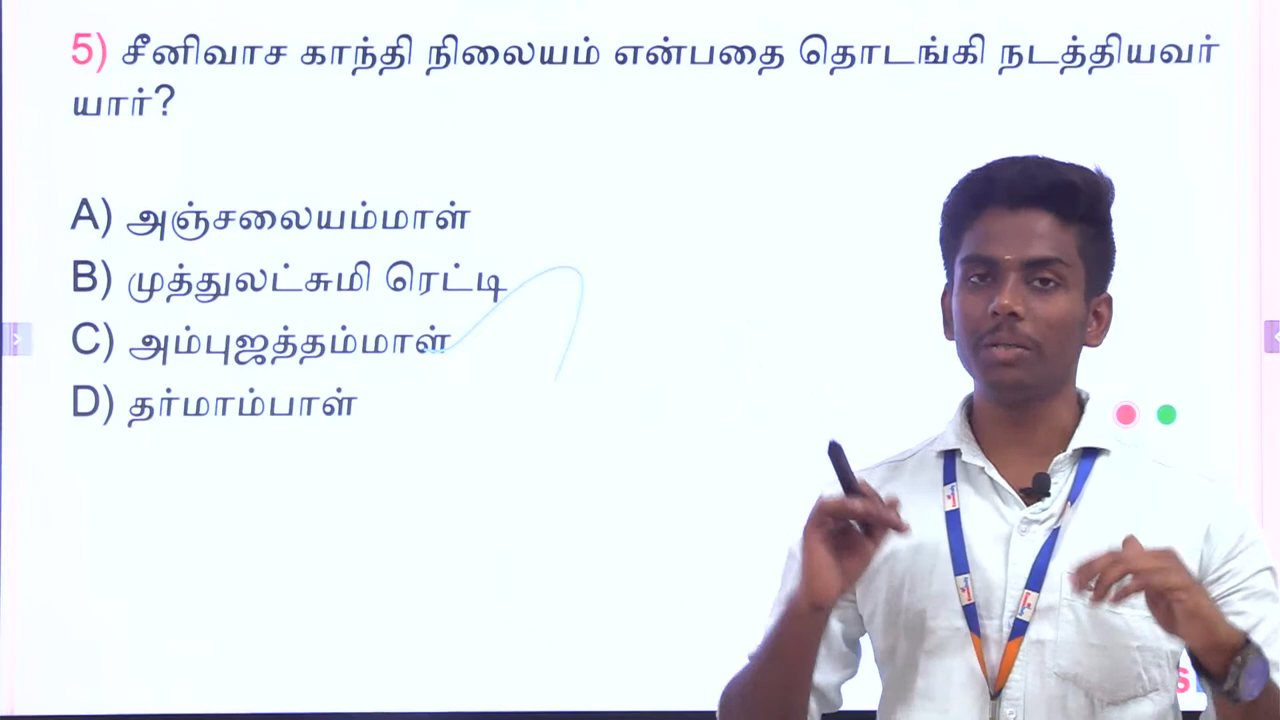 5) சீனிவாச காந்தி நிலையம் என்பதை தொடங்கி நடத்தியவர்
யார்?
A) அஞ்சலையம்மாள்
B) முத்துலட்சுமி ரெட்டி
C) அம்புஜத்தம்மாள்
D) தர்மாம்பாள்